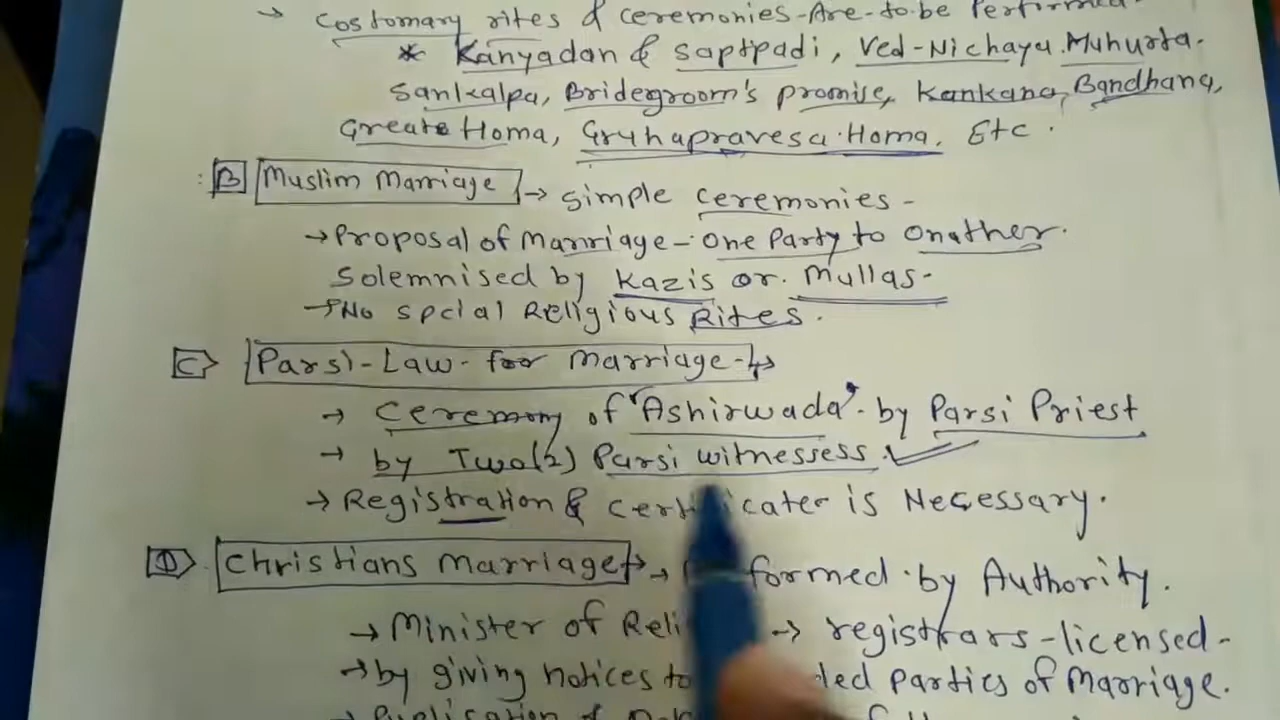 → Costomary rites & ceremonies-Are-to be Performed.
* Kanyadan & saptpadi, Ved-Nichaya Muhurta.
Sankalpa, Bridegroom's promise, Kankana, Bandhana,
Greate Homa, Gruhapravesa Homa, Etc.
B Muslim Marriage → simple ceremonies -
→ Proposal of Marriage - One Party to Onather.
Solemnised by Kazis or. Mullas -
→ No spcial Religious Rites.
C Parsi-Law-for Marriage →
→ Ceremony of "Ashirwada". by Parsi Priest
→ by Two(2) Parsi witnessess.
→ Registration & is Necessary.
D Christians Marriage → → formed by Authority.
→ Minister of → registrars-licensed -
→ by giving notices to parties of Marriage.
→